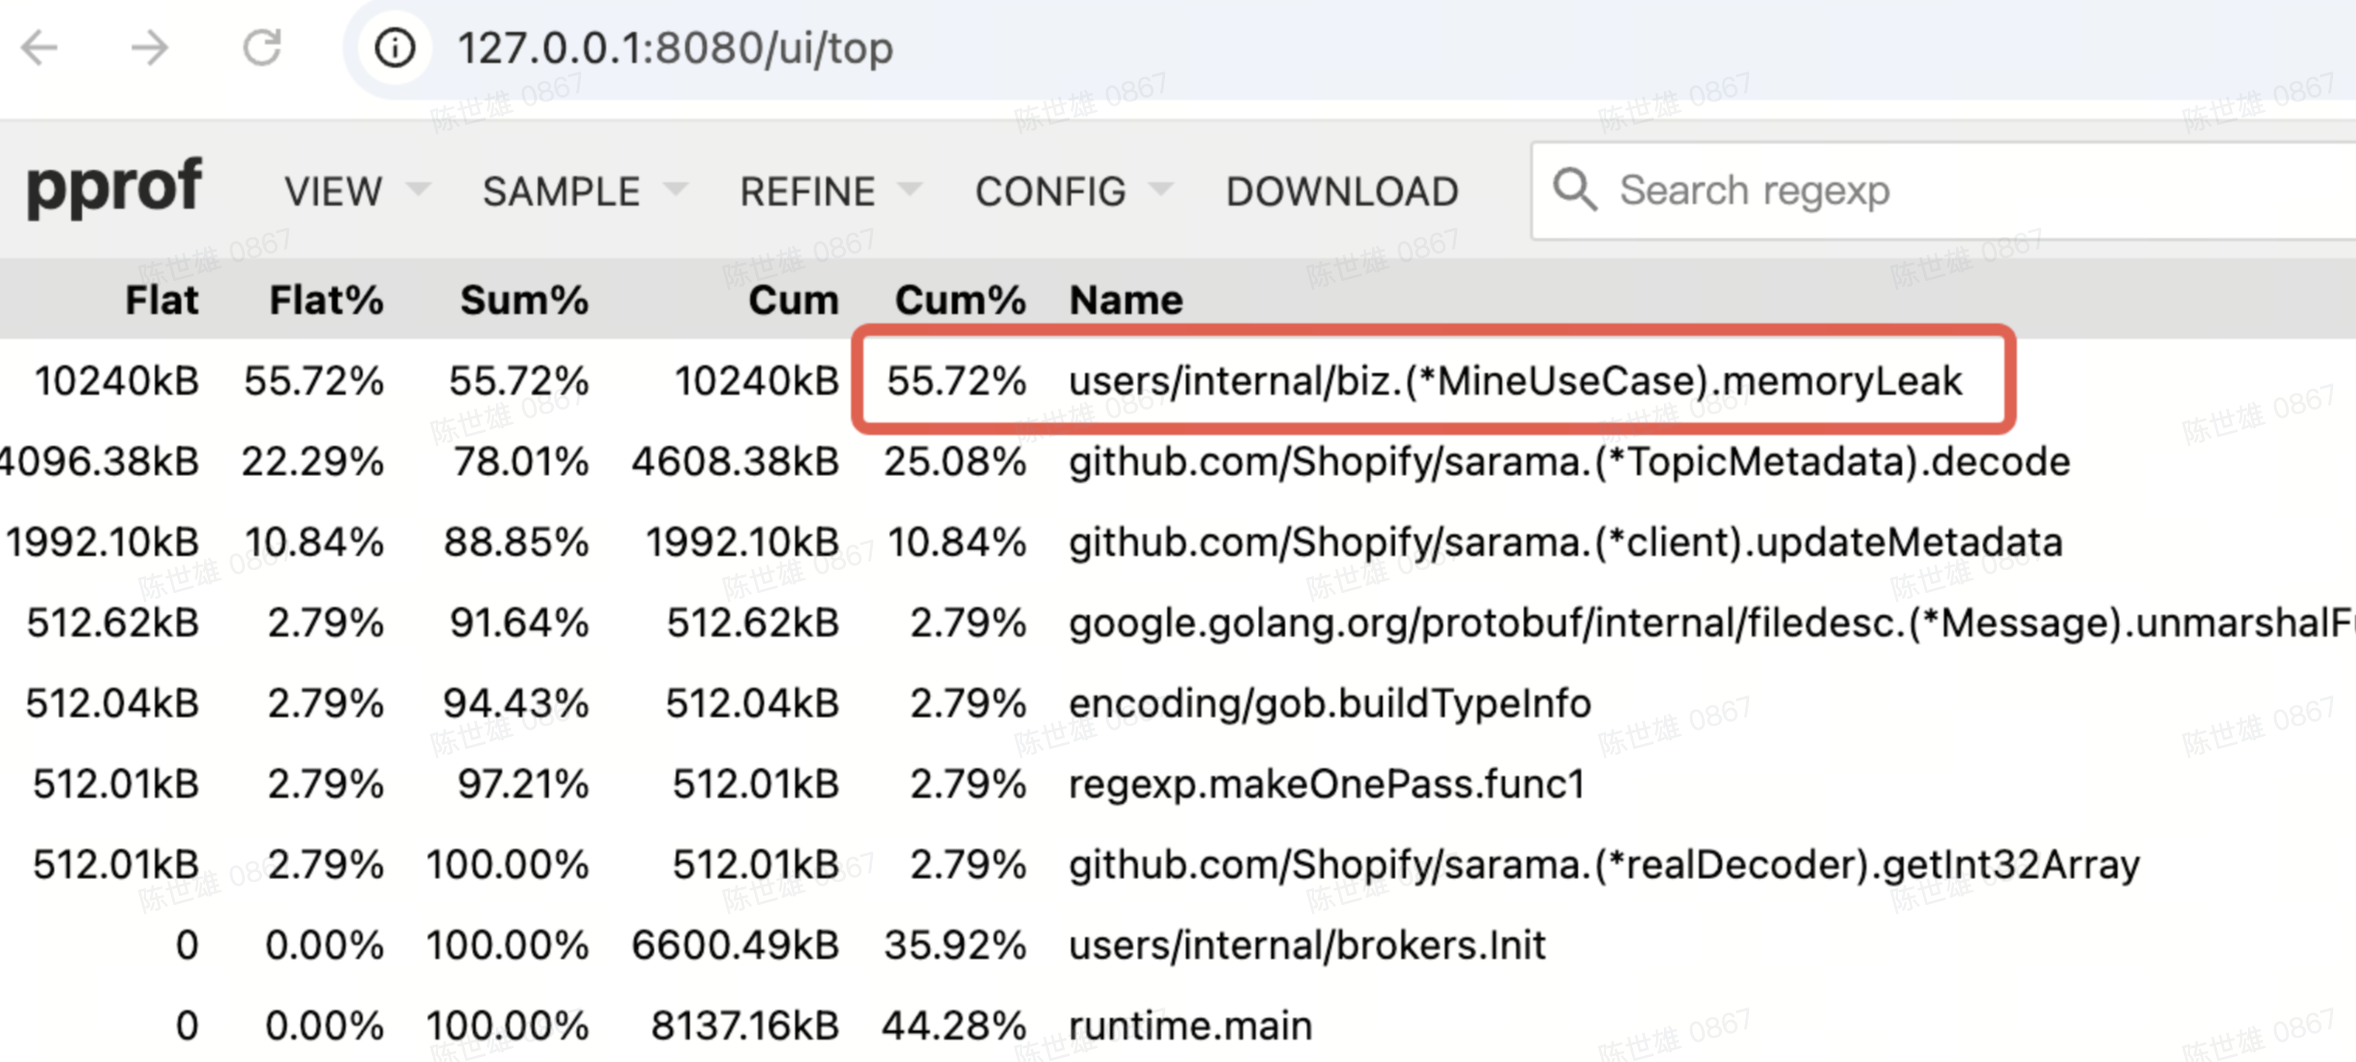 127.0.0.1:8080/ui/top
pprof VIEW SAMPLE REFINE CONFIG DOWNLOAD Search regexp
Flat Flat% Sum% Cum Cum% Name
10240kB 55.72% 55.72% 10240kB 55.72% users/internal/biz.(*MineUseCase).memoryLeak
4096.38kB 22.29% 78.01% 4608.38kB 25.08% github.com/Shopify/sarama.(*TopicMetadata).decode
1992.10kB 10.84% 88.85% 1992.10kB 10.84% github.com/Shopify/sarama.(*client).updateMetadata
512.62kB 2.79% 91.64% 512.62kB 2.79% google.golang.org/protobuf/internal/filedesc.(*Message).unmarshalFu
512.04kB 2.79% 94.43% 512.04kB 2.79% encoding/gob.buildTypeInfo
512.01kB 2.79% 97.21% 512.01kB 2.79% regexp.makeOnePass.func1
512.01kB 2.79% 100.00% 512.01kB 2.79% github.com/Shopify/sarama.(*realDecoder).getInt32Array
0 0.00% 100.00% 6600.49kB 35.92% users/internal/brokers.Init
0 0.00% 100.00% 8137.16kB 44.28% runtime.main
陈世雄 0867